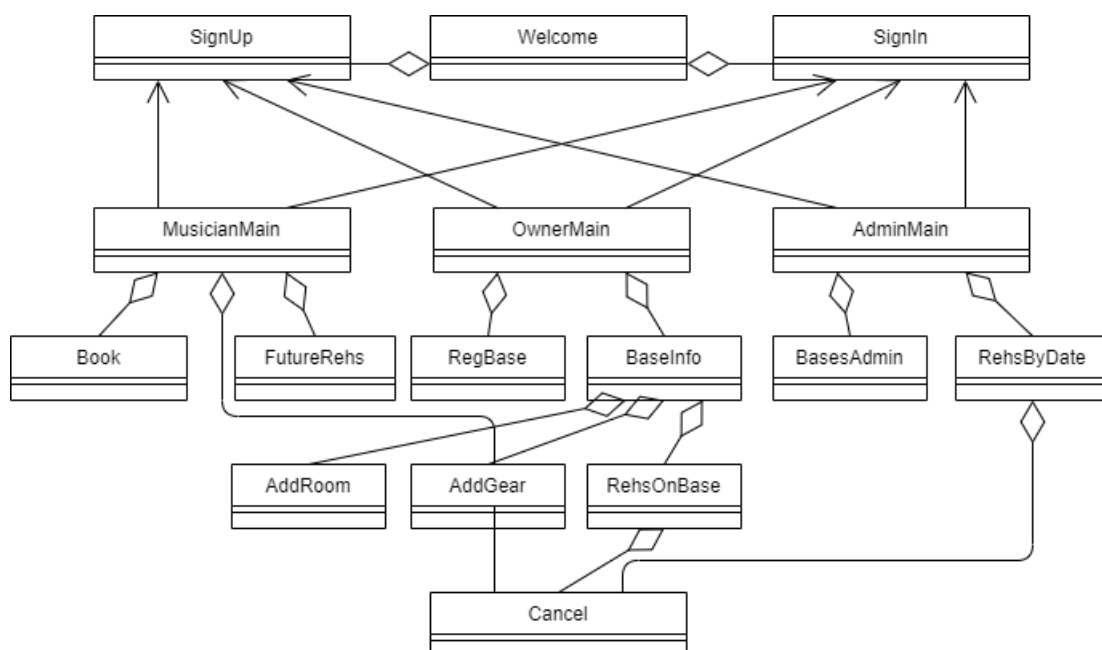 SignUp
Welcome
SignIn
MusicianMain
OwnerMain
AdminMain
Book
FutureRehs
RegBase
BaseInfo
BasesAdmin
RehsByDate
AddRoom
AddGear
RehsOnBase
Cancel